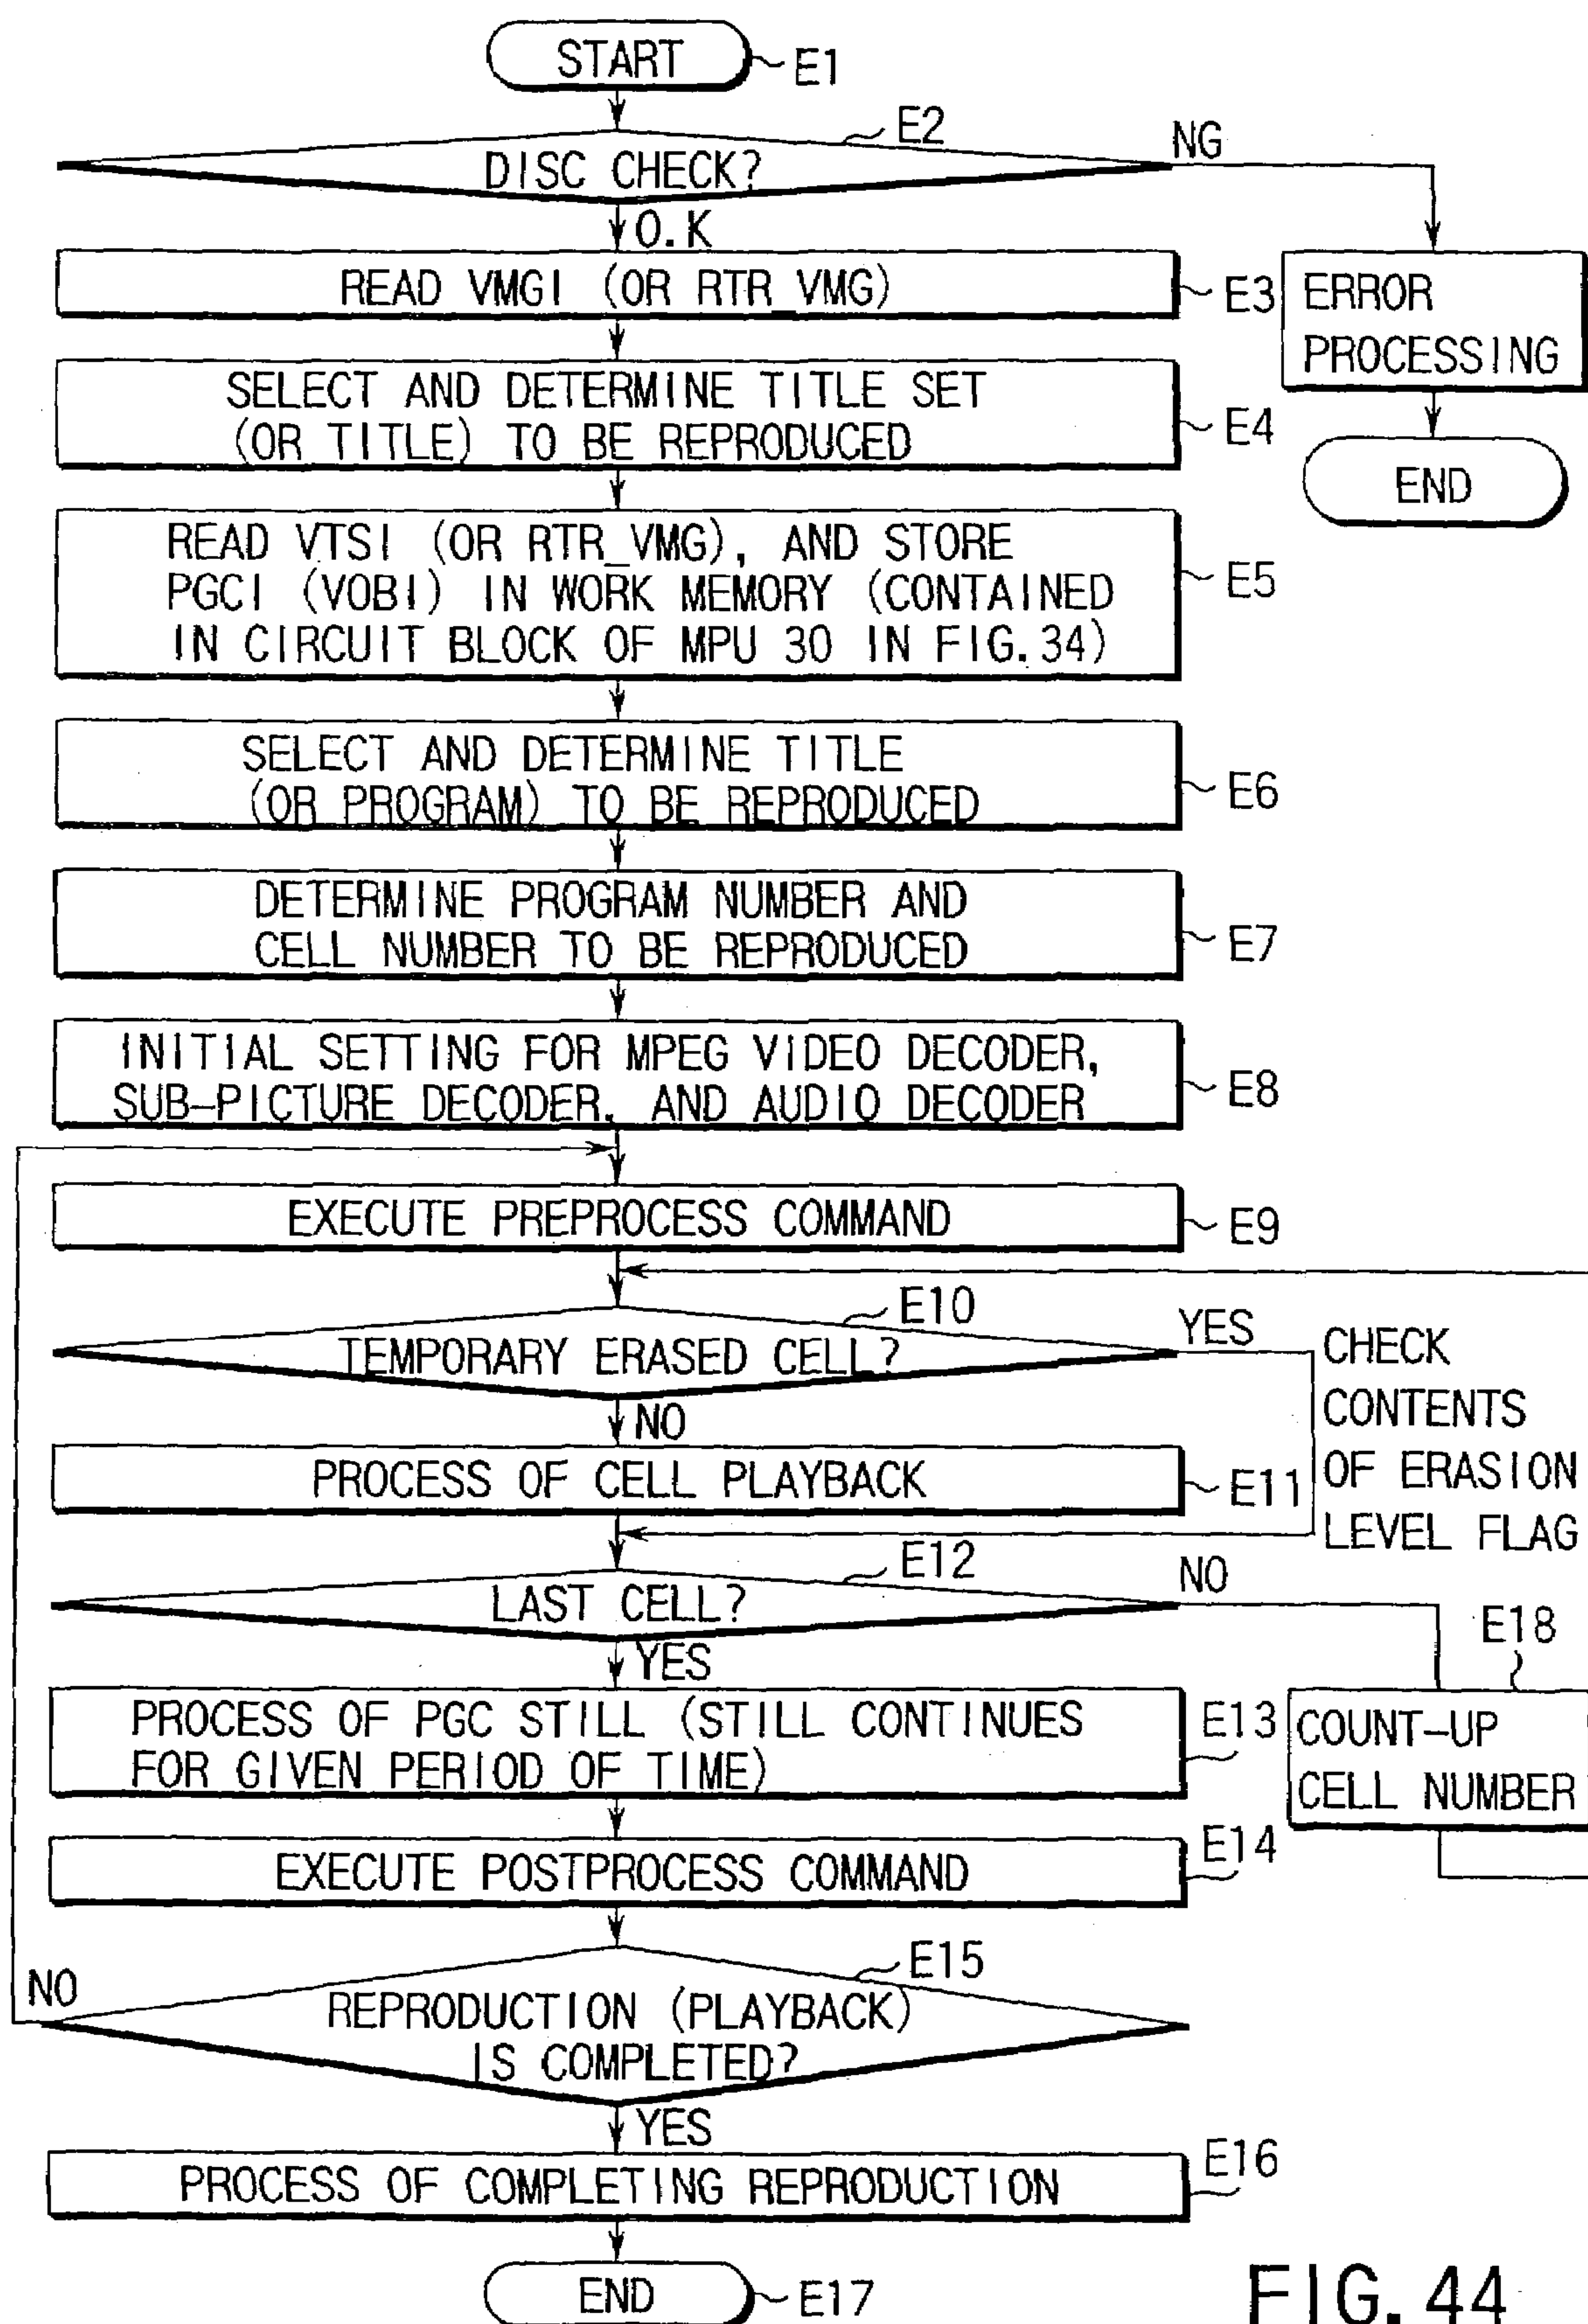 START
E1
E2
DISC CHECK?
NG
O.K
READ VMGI (OR RTR_VMG)
E3
ERROR
PROCESSING
END
SELECT AND DETERMINE TITLE SET
(OR TITLE) TO BE REPRODUCED
E4
READ VTSI (OR RTR_VMG), AND STORE
PGCI (VOBI) IN WORK MEMORY (CONTAINED
IN CIRCUIT BLOCK OF MPU 30 IN FIG.34)
E5
SELECT AND DETERMINE TITLE
(OR PROGRAM) TO BE REPRODUCED
E6
DETERMINE PROGRAM NUMBER AND
CELL NUMBER TO BE REPRODUCED
E7
INITIAL SETTING FOR MPEG VIDEO DECODER,
SUB-PICTURE DECODER, AND AUDIO DECODER
E8
EXECUTE PREPROCESS COMMAND
E9
E10
TEMPORARY ERASED CELL?
YES
CHECK
CONTENTS
OF ERASION
LEVEL FLAG
NO
PROCESS OF CELL PLAYBACK
E11
E12
LAST CELL?
NO
YES
E18
COUNT-UP
CELL NUMBER
PROCESS OF PGC STILL (STILL CONTINUES
FOR GIVEN PERIOD OF TIME)
E13
EXECUTE POSTPROCESS COMMAND
E14
E15
NO
REPRODUCTION (PLAYBACK)
IS COMPLETED?
YES
PROCESS OF COMPLETING REPRODUCTION
E16
END
E17
FIG. 44